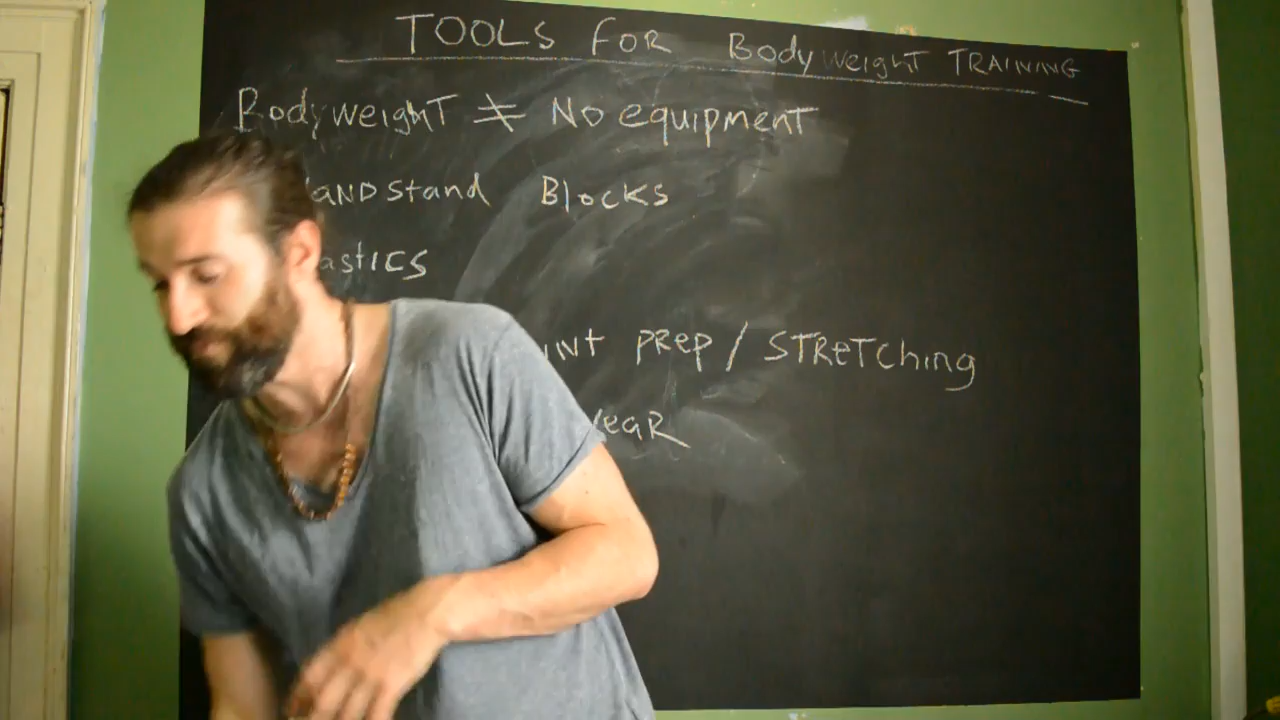 TOOLS FOR BodyweighT TRAINING
BodyweighT ≠ No equipment
aNDstand BlocKs
asTICS
INT PREP / STReTChing
eaR